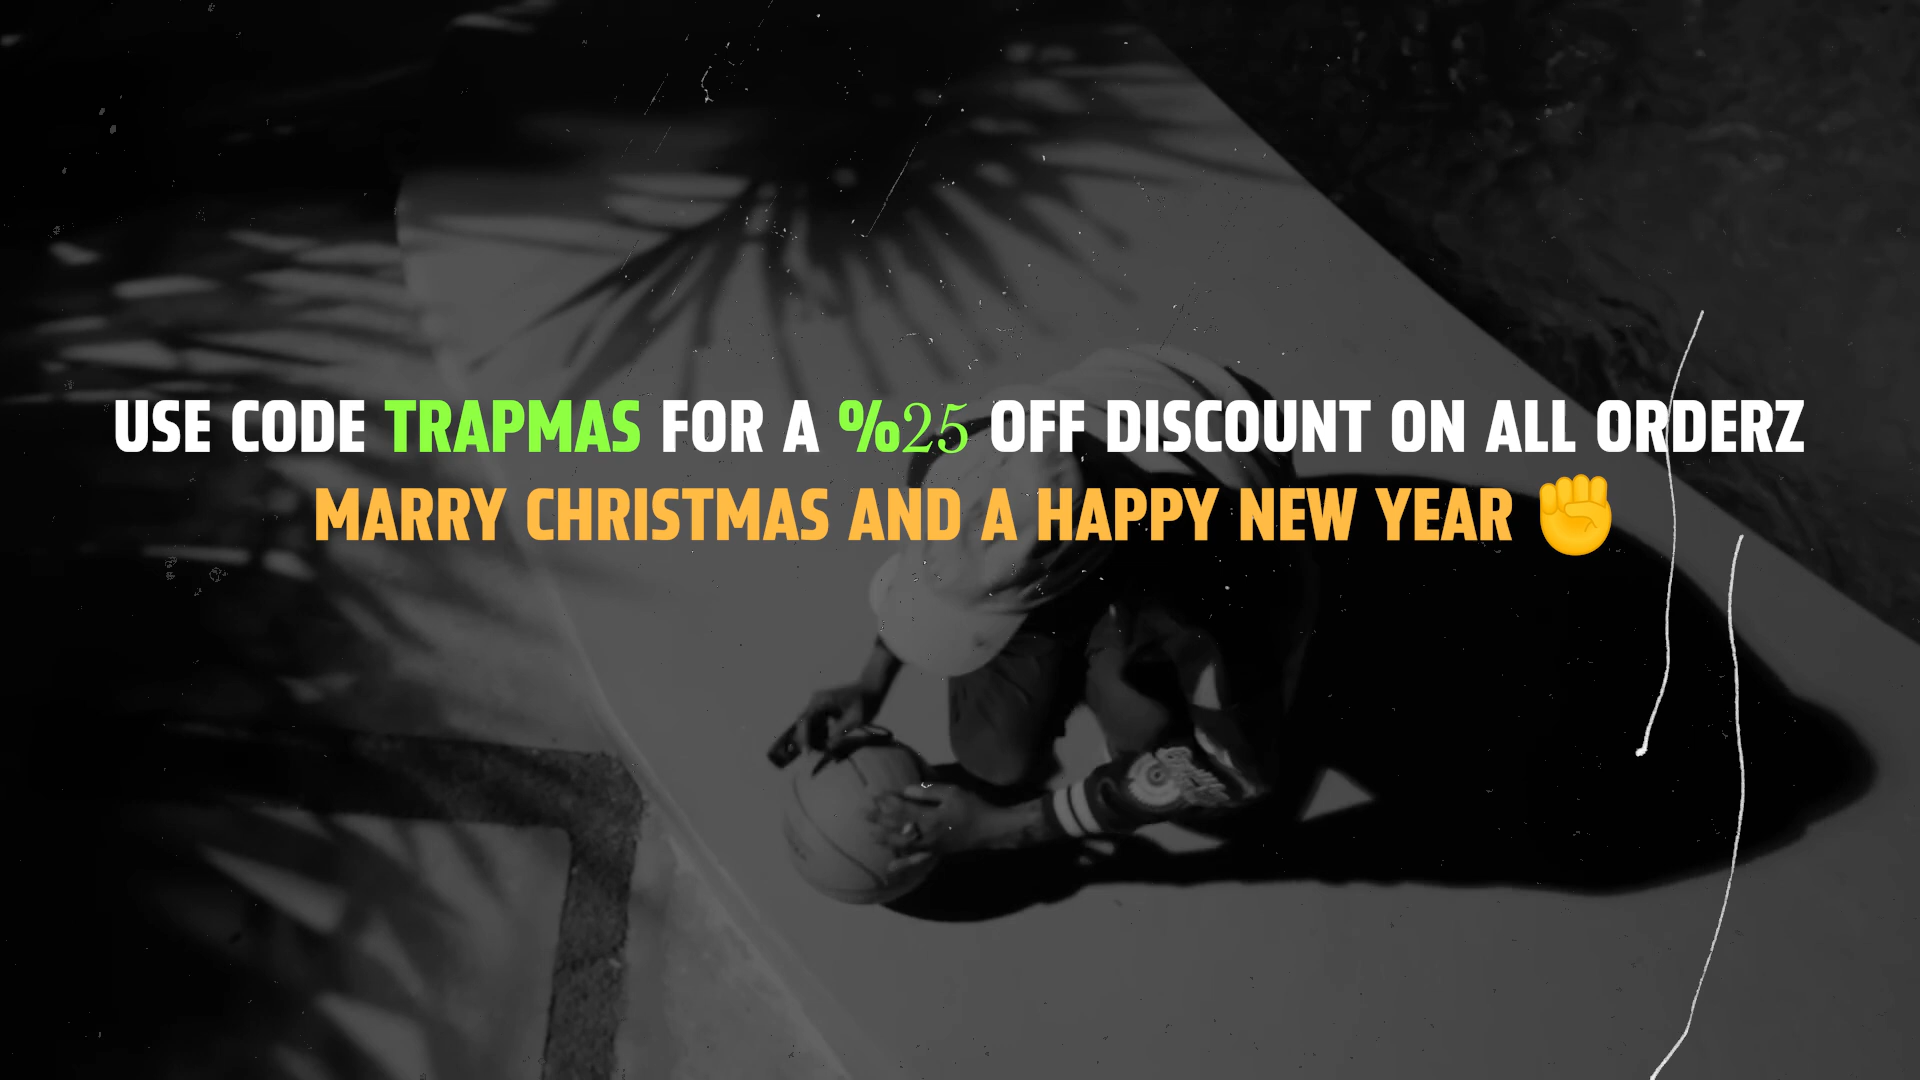 USE CODE TRAPMAS FOR A %25 OFF DISCOUNT ON ALL ORDERZ
MARRY CHRISTMAS AND A HAPPY NEW YEAR ✊